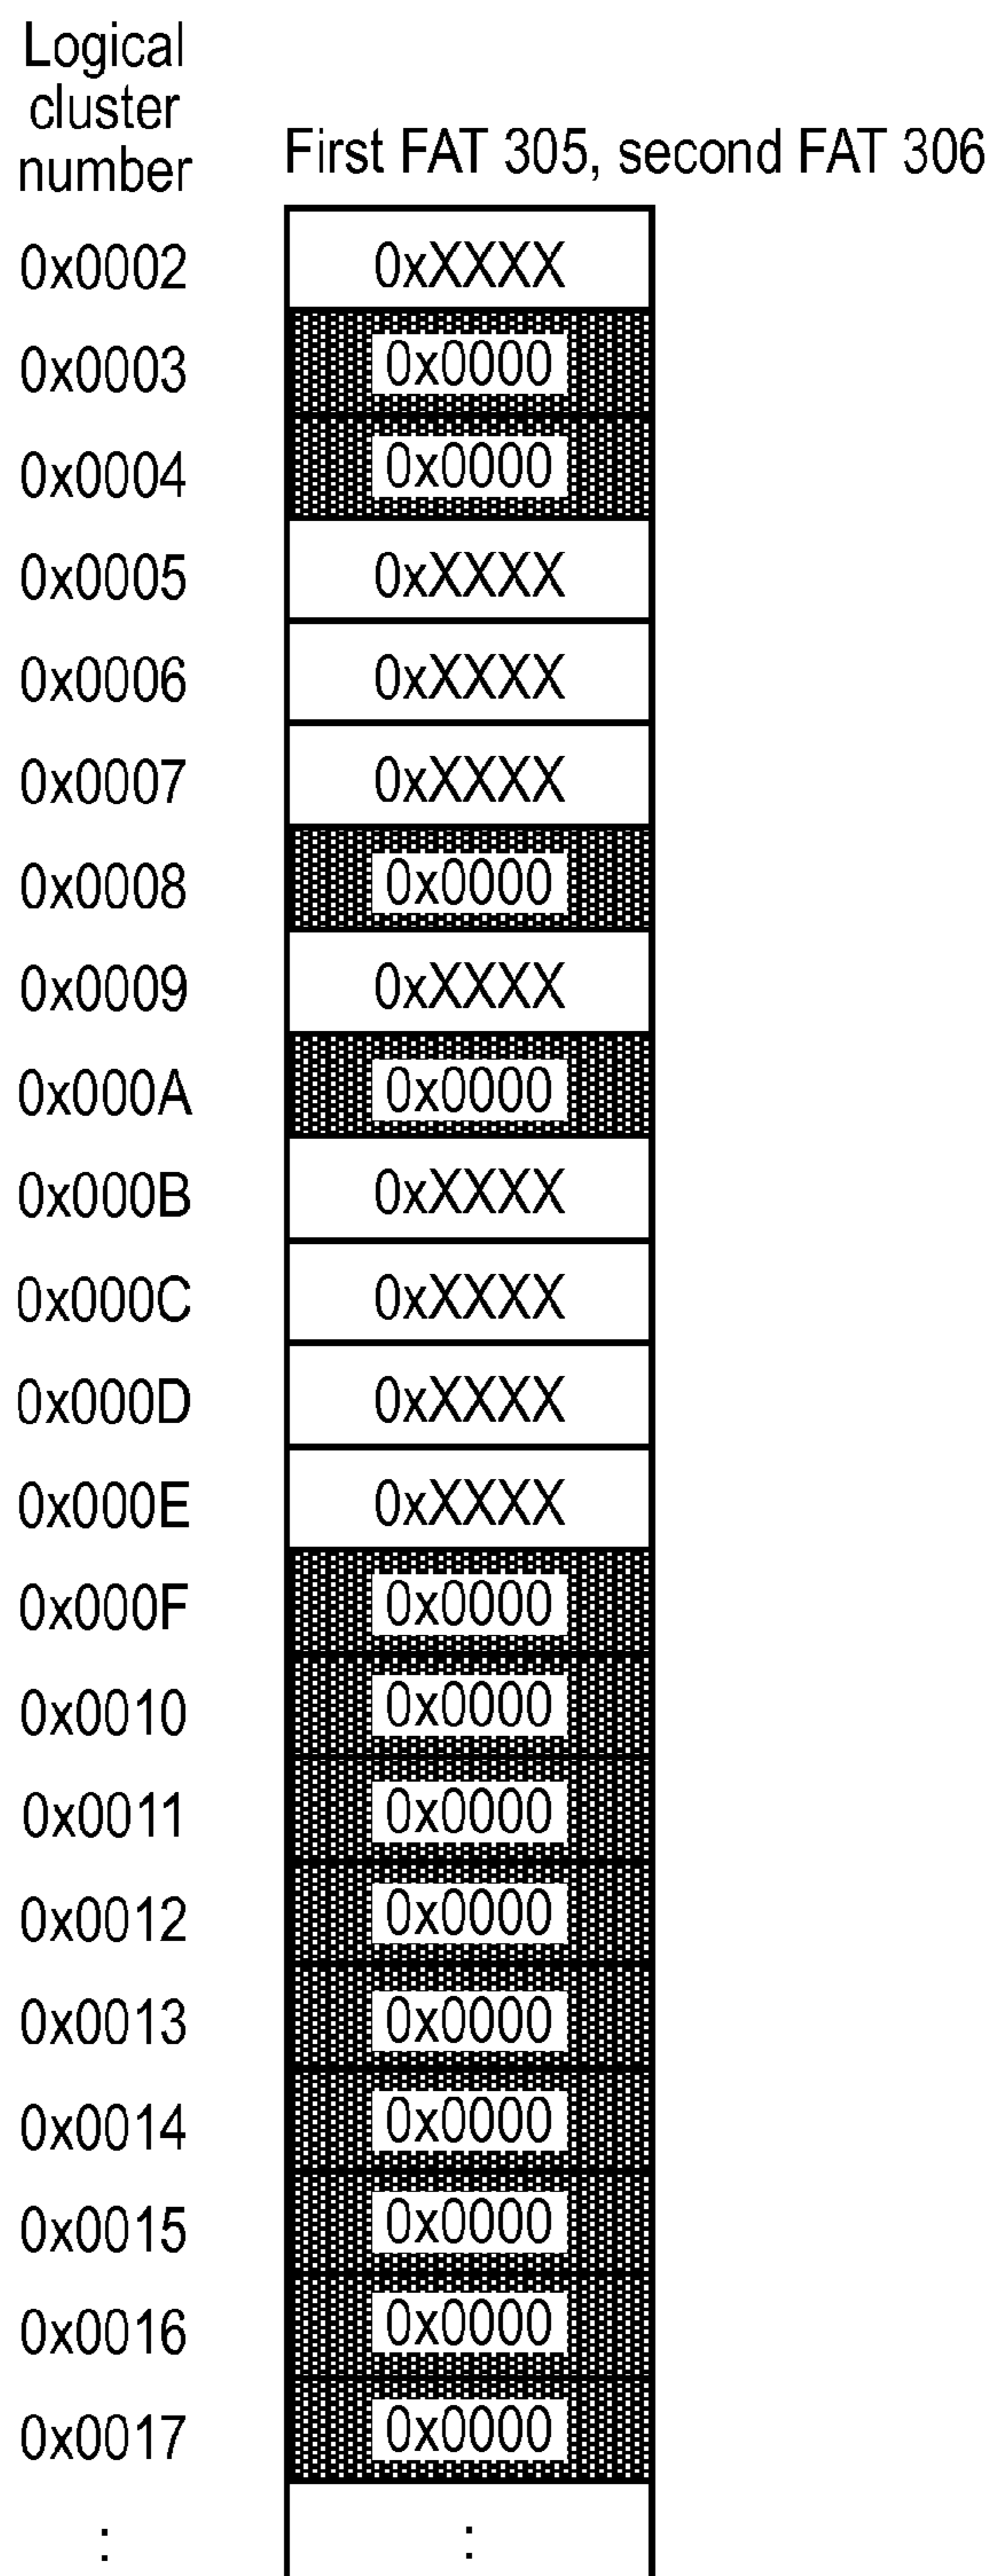 Logical
cluster
number
First FAT 305, second FAT 306
0x0002 0xXXXX
0x0003 0x0000
0x0004 0x0000
0x0005 0xXXXX
0x0006 0xXXXX
0x0007 0xXXXX
0x0008 0x0000
0x0009 0xXXXX
0x000A 0x0000
0x000B 0xXXXX
0x000C 0xXXXX
0x000D 0xXXXX
0x000E 0xXXXX
0x000F 0x0000
0x0010 0x0000
0x0011 0x0000
0x0012 0x0000
0x0013 0x0000
0x0014 0x0000
0x0015 0x0000
0x0016 0x0000
0x0017 0x0000
: :